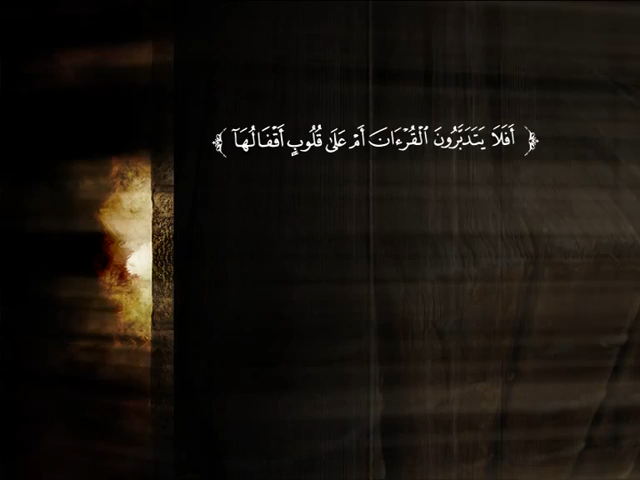 ﴿ أَفَلَا يَتَدَبَّرُونَ ٱلْقُرْءَانَ أَمْ عَلَىٰ قُلُوبٍ أَقْفَالُهَآ ﴾